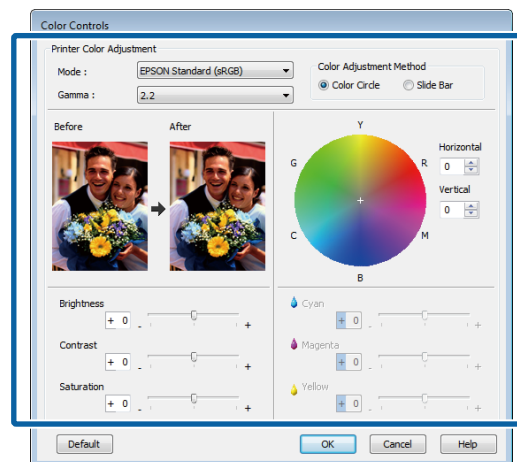 Color Controls
Printer Color Adjustment
Mode : EPSON Standard (sRGB)
Gamma : 2.2
Color Adjustment Method
Color Circle Slide Bar
Before After
Y
G R
C M
B
Horizontal
0
Vertical
0
Brightness
+ 0 - +
Contrast
+ 0 - +
Saturation
+ 0 - +
Cyan
+ 0 - +
Magenta
+ 0 - +
Yellow
+ 0 - +
Default OK Cancel Help